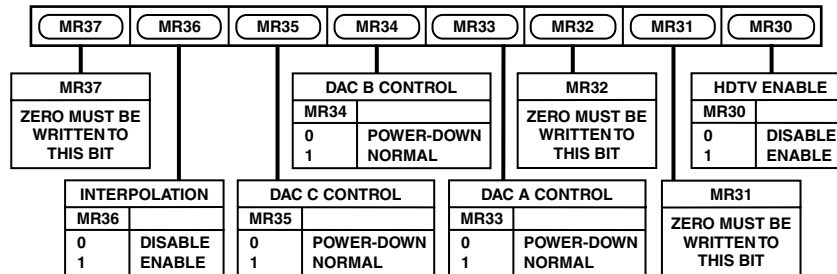 MR37 MR36 MR35 MR34 MR33 MR32 MR31 MR30
MR37
ZERO MUST BE
WRITTEN TO
THIS BIT
DAC B CONTROL
MR34
0 POWER-DOWN
1 NORMAL
MR32
ZERO MUST BE
WRITTEN TO
THIS BIT
HDTV ENABLE
MR30
0 DISABLE
1 ENABLE
INTERPOLATION
MR36
0 DISABLE
1 ENABLE
DAC C CONTROL
MR35
0 POWER-DOWN
1 NORMAL
DAC A CONTROL
MR33
0 POWER-DOWN
1 NORMAL
MR31
ZERO MUST BE
WRITTEN TO
THIS BIT